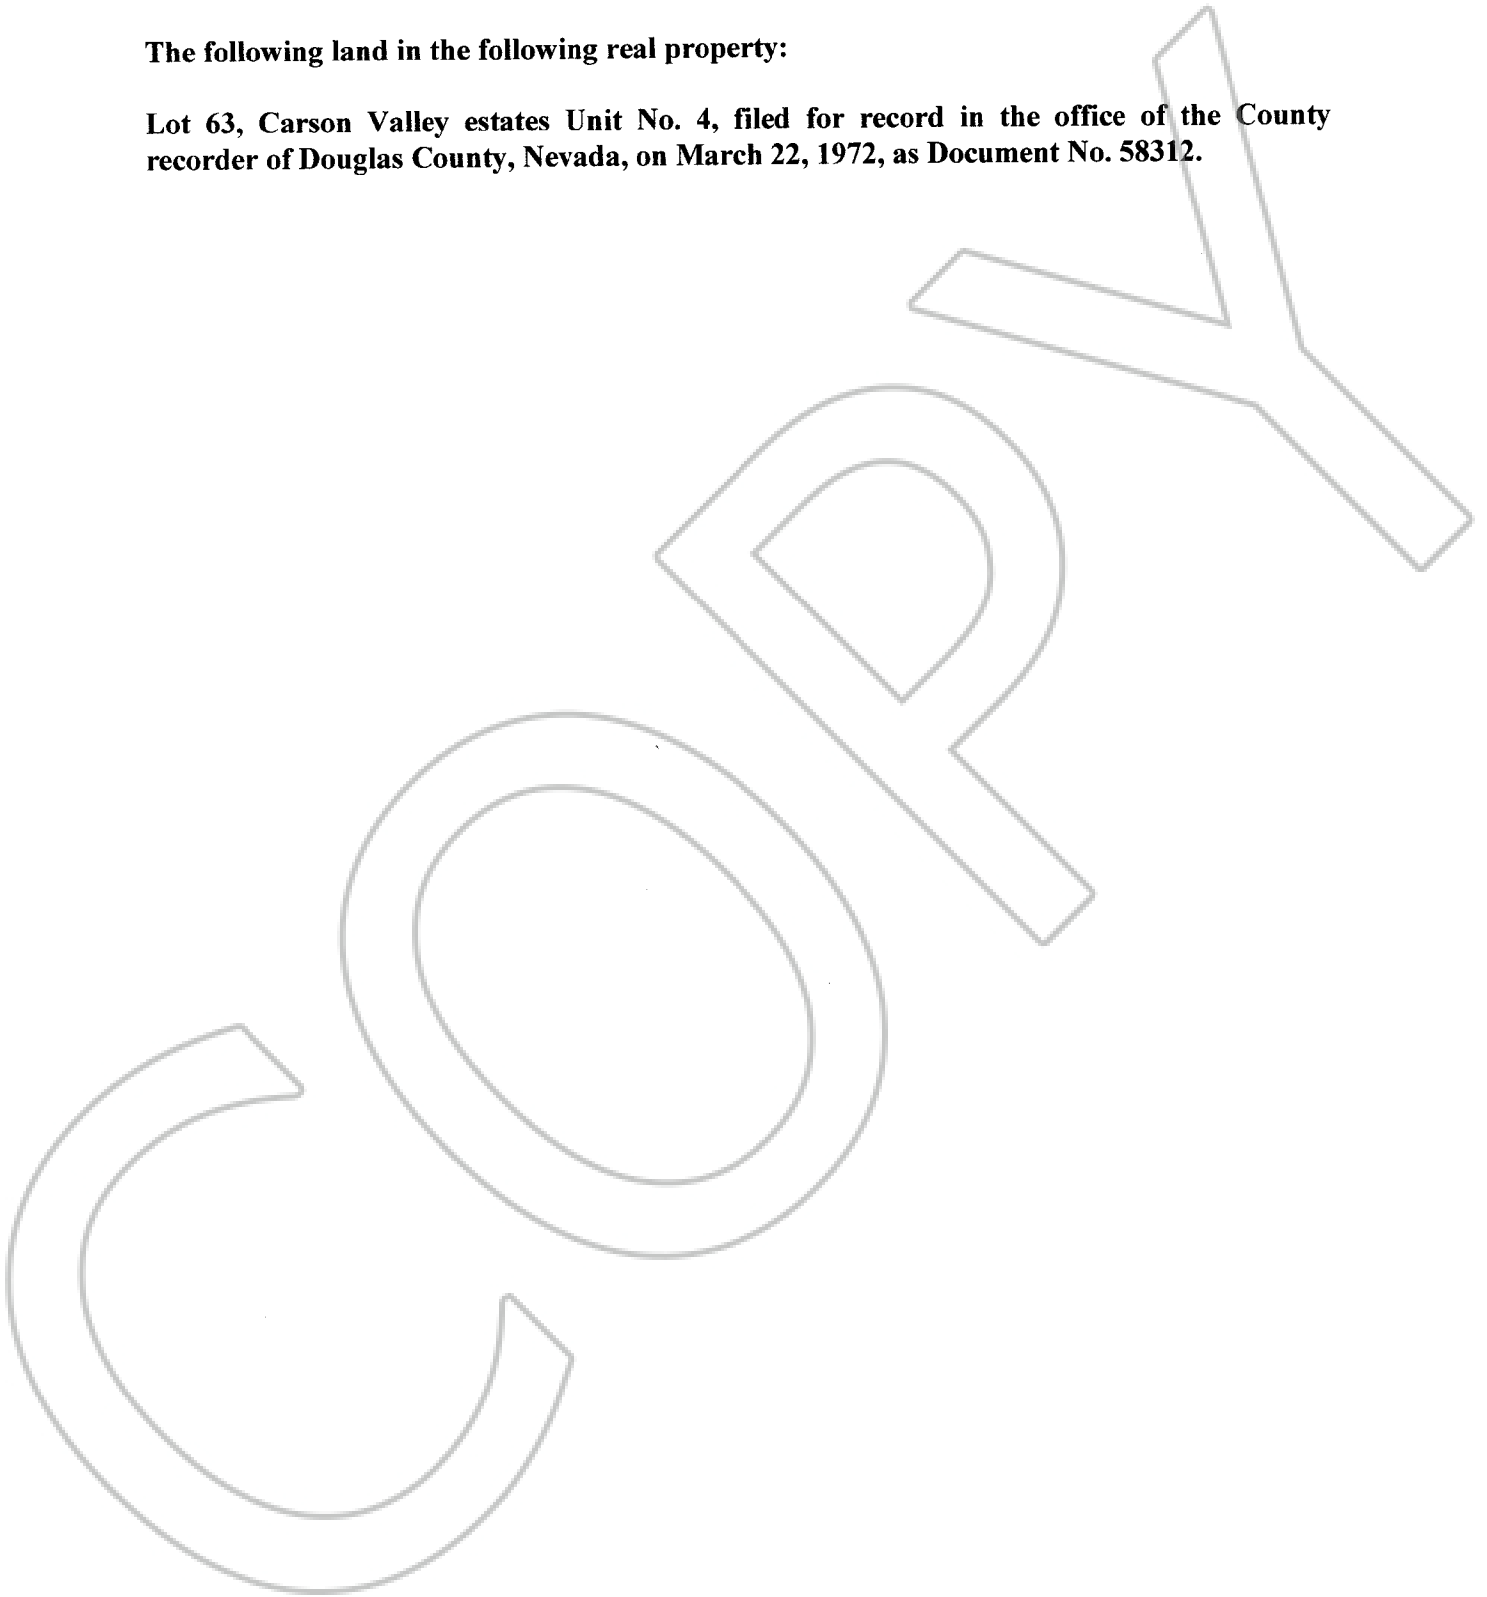 The following land in the following real property:
Lot 63, Carson Valley estates Unit No. 4, filed for record in the office of the County
recorder of Douglas County, Nevada, on March 22, 1972, as Document No. 58312.
COPY